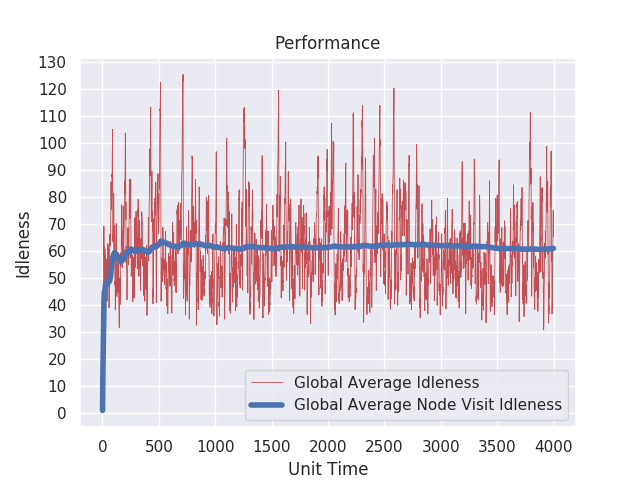 Performance
130
120
110
100
90
80
70
60
50
40
30
20
10
0
Idleness
Global Average Idleness
Global Average Node Visit Idleness
0 500 1000 1500 2000 2500 3000 3500 4000
Unit Time